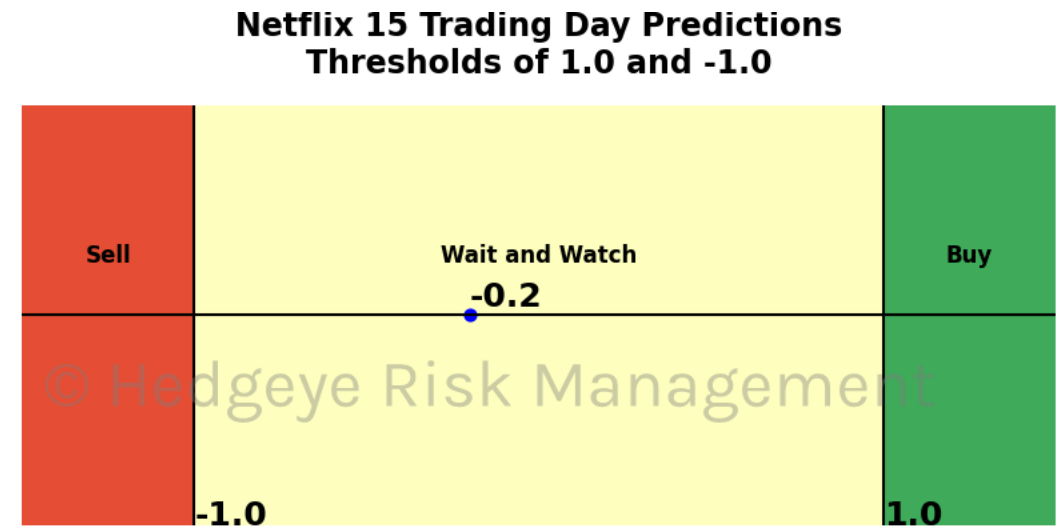 Netflix 15 Trading Day Predictions
Thresholds of 1.0 and -1.0
Sell
Wait and Watch
Buy
-0.2
© Hedgeye Risk Management
-1.0
1.0